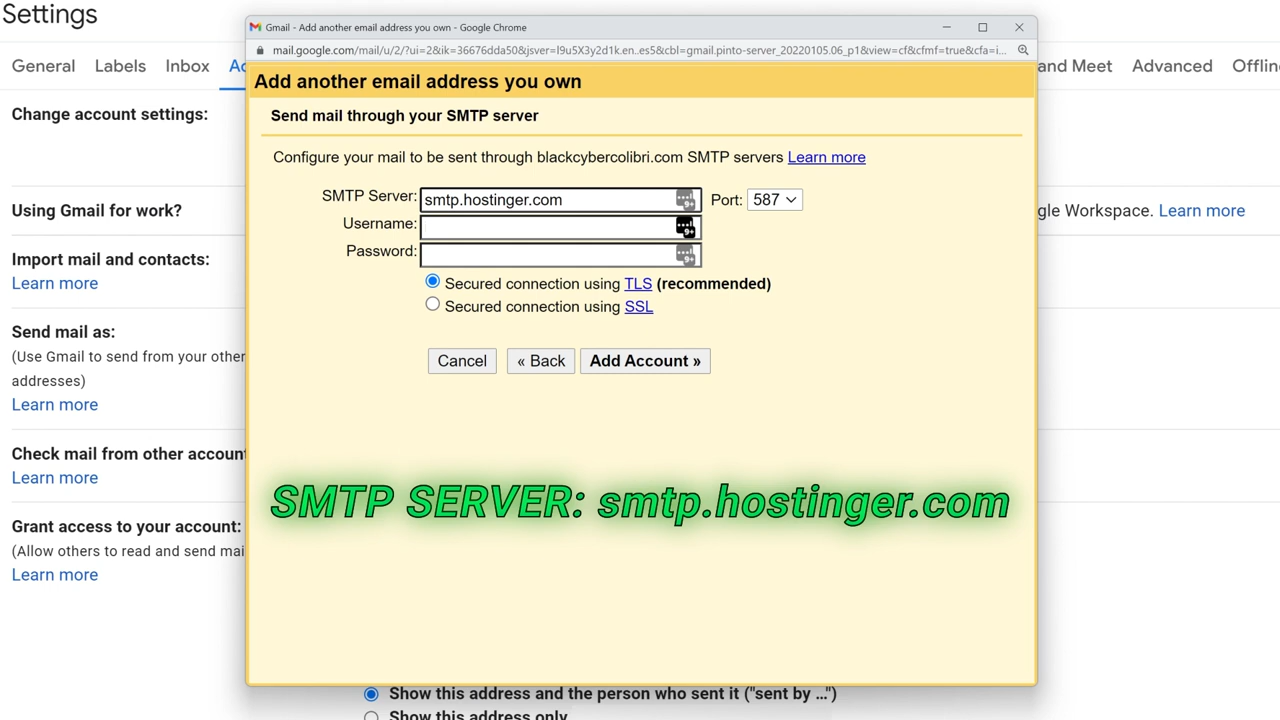 Settings
Gmail - Add another email address you own - Google Chrome
mail.google.com/mail/u/2/?ui=2&ik=36676dda50&jsver=I9u5X3y2d1k.en..es5&cbl=gmail.pinto-server_20220105.06_p1&view=cf&cfmf=true&cfa=i...
General Labels Inbox Ac and Meet Advanced Offlin
Add another email address you own
Change account settings:
Send mail through your SMTP server
Configure your mail to be sent through blackcybercolibri.com SMTP servers Learn more
SMTP Server: smtp.hostinger.com 9+ Port: 587
Using Gmail for work? gle Workspace. Learn more
Username: 9+
Password: 9+
Import mail and contacts:
Learn more
Secured connection using TLS (recommended)
Secured connection using SSL
Send mail as:
(Use Gmail to send from your other
addresses)
Learn more
Cancel « Back Add Account »
Check mail from other account
Learn more
SMTP SERVER: smtp.hostinger.com
Grant access to your account:
(Allow others to read and send mai
Learn more
Show this address and the person who sent it ("sent by ...")
Show this address only